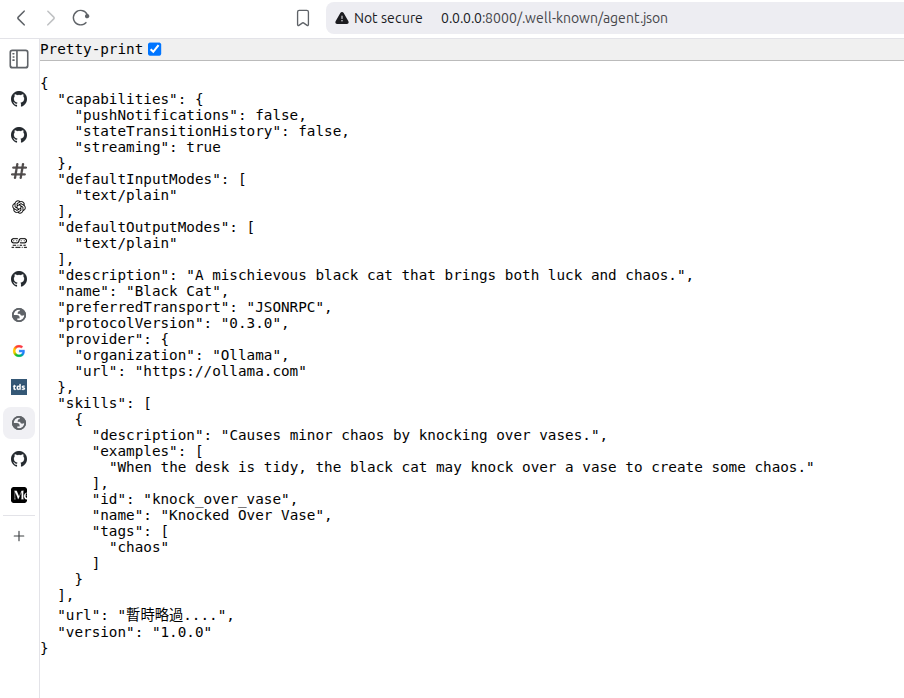 Not secure 0.0.0.0:8000/.well-known/agent.json
Pretty-print
{
  "capabilities": {
    "pushNotifications": false,
    "stateTransitionHistory": false,
    "streaming": true
  },
  "defaultInputModes": [
    "text/plain"
  ],
  "defaultOutputModes": [
    "text/plain"
  ],
  "description": "A mischievous black cat that brings both luck and chaos.",
  "name": "Black Cat",
  "preferredTransport": "JSONRPC",
  "protocolVersion": "0.3.0",
  "provider": {
    "organization": "Ollama",
    "url": "https://ollama.com"
  },
  "skills": [
    {
      "description": "Causes minor chaos by knocking over vases.",
      "examples": [
        "When the desk is tidy, the black cat may knock over a vase to create some chaos."
      ],
      "id": "knock_over_vase",
      "name": "Knocked Over Vase",
      "tags": [
        "chaos"
      ]
    }
  ],
  "url": "暫時略過....",
  "version": "1.0.0"
}
tds